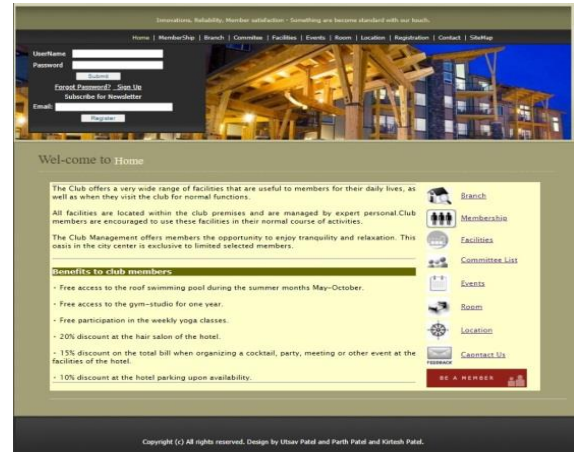 Innovations, Reliability, Member satisfaction - Something are become standard with our touch.
Home | MemberShip | Branch | Commitee | Facilities | Events | Room | Location | Registration | Contact | SiteMap
UserName
Password
Submit
Forgot Password? Sign Up
Subscribe for Newsletter
Email:
Register
Wel-come to Home
The Club offers a very wide range of facilities that are useful to members for their daily lives, as
well as when they visit the club for normal functions.
All facilities are located within the club premises and are managed by expert personal.Club
members are encouraged to use these facilities in their normal course of activities.
The Club Management offers members the opportunity to enjoy tranquility and relaxation. This
oasis in the city center is exclusive to limited selected members.
Benefits to club members
- Free access to the roof swimming pool during the summer months May-October.
- Free access to the gym-studio for one year.
- Free participation in the weekly yoga classes.
- 20% discount at the hair salon of the hotel.
- 15% discount on the total bill when organizing a cocktail, party, meeting or other event at the
facilities of the hotel.
- 10% discount at the hotel parking upon availability.
Branch
Membership
Facilities
Committee List
Events
Room
Location
FEEDBACK
Caontact Us
BE A MEMBER
Copyright (c) All rights reserved. Design by Utsav Patel and Parth Patel and Kirtesh Patel.